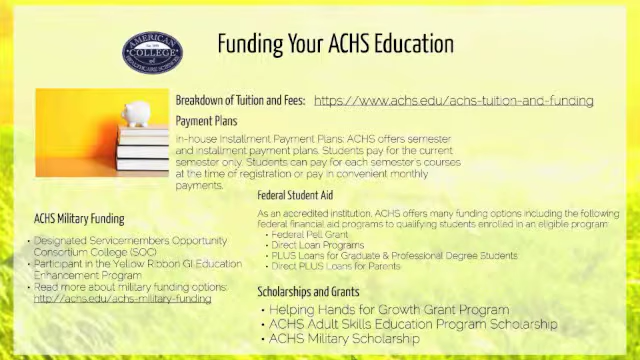 AMERICAN
COLLEGE
Funding Your ACHS Education
Breakdown of Tuition and Fees: https://www.achs.edu/achs-tuition-and-funding
Payment Plans
In-house Installment Payment Plans: ACHS offers semester
and installment payment plans. Students pay for the current
semester only. Students can pay for each semester's courses
at the time of registration or pay in convenient monthly
payments.
ACHS Military Funding
• Designated Servicemembers Opportunity
Consortium College (SOC)
• Participant in the Yellow Ribbon GI Education
Enhancement Program
• Read more about military funding options:
http://achs.edu/achs-military-funding
Federal Student Aid
As an accredited institution, ACHS offers many funding options including the following
federal financial aid programs to qualifying students enrolled in an eligible program:
• Federal Pell Grant
• Direct Loan Programs
• PLUS Loans for Graduate & Professional Degree Students
• Direct PLUS Loans for Parents
Scholarships and Grants
• Helping Hands for Growth Grant Program
• ACHS Adult Skills Education Program Scholarship
• ACHS Military Scholarship